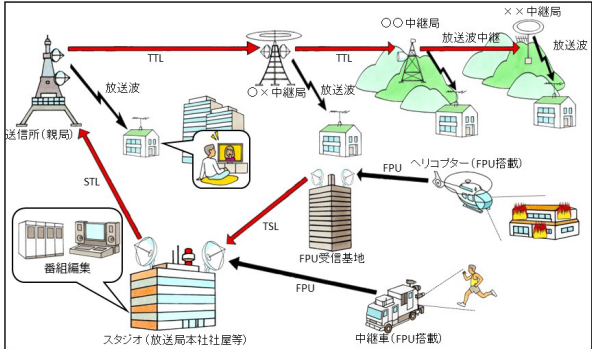 ××中継局
○○中継局
TTL
TTL
放送波中継
放送波
放送波
放送波
○×中継局
送信所(親局)
STL
FPU
ヘリコプター(FPU搭載)
TSL
番組編集
FPU受信基地
FPU
スタジオ(放送局本社社屋等)
中継車(FPU搭載)